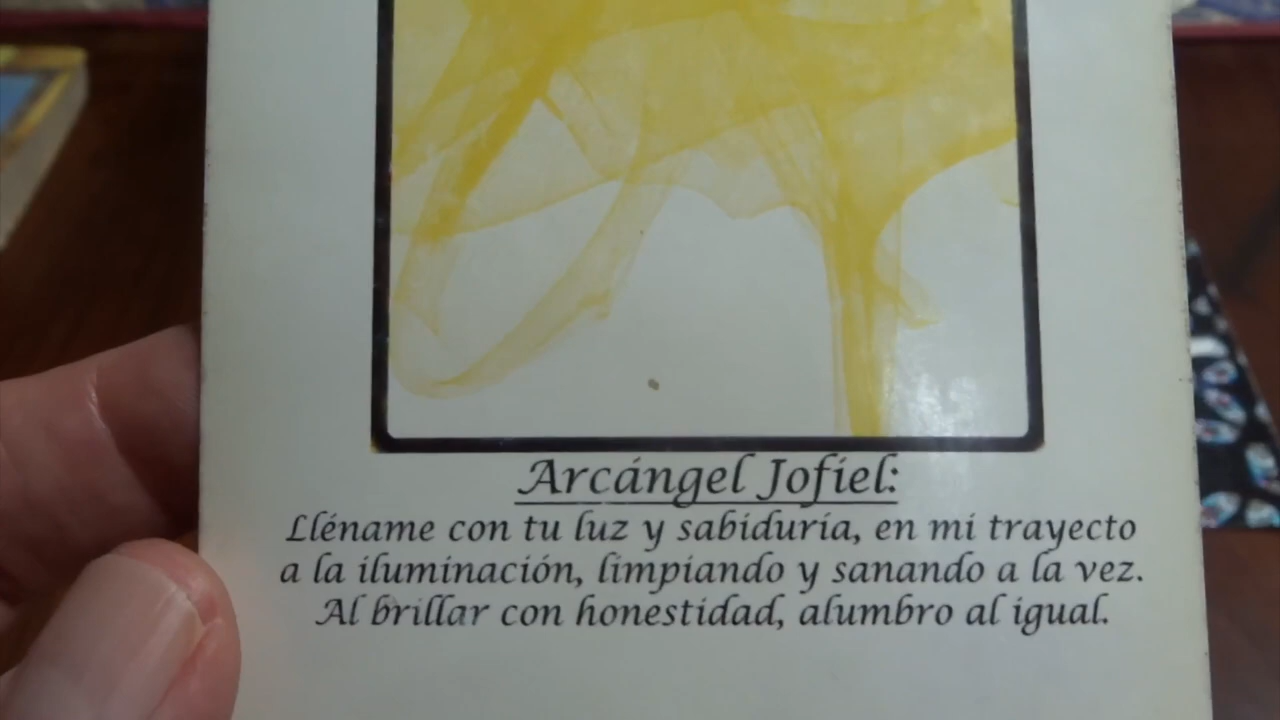 Arcángel Jofiel:
Lléname con tu luz y sabiduría, en mi trayecto
a la iluminación, limpiando y sanando a la vez.
Al brillar con honestidad, alumbro al igual.